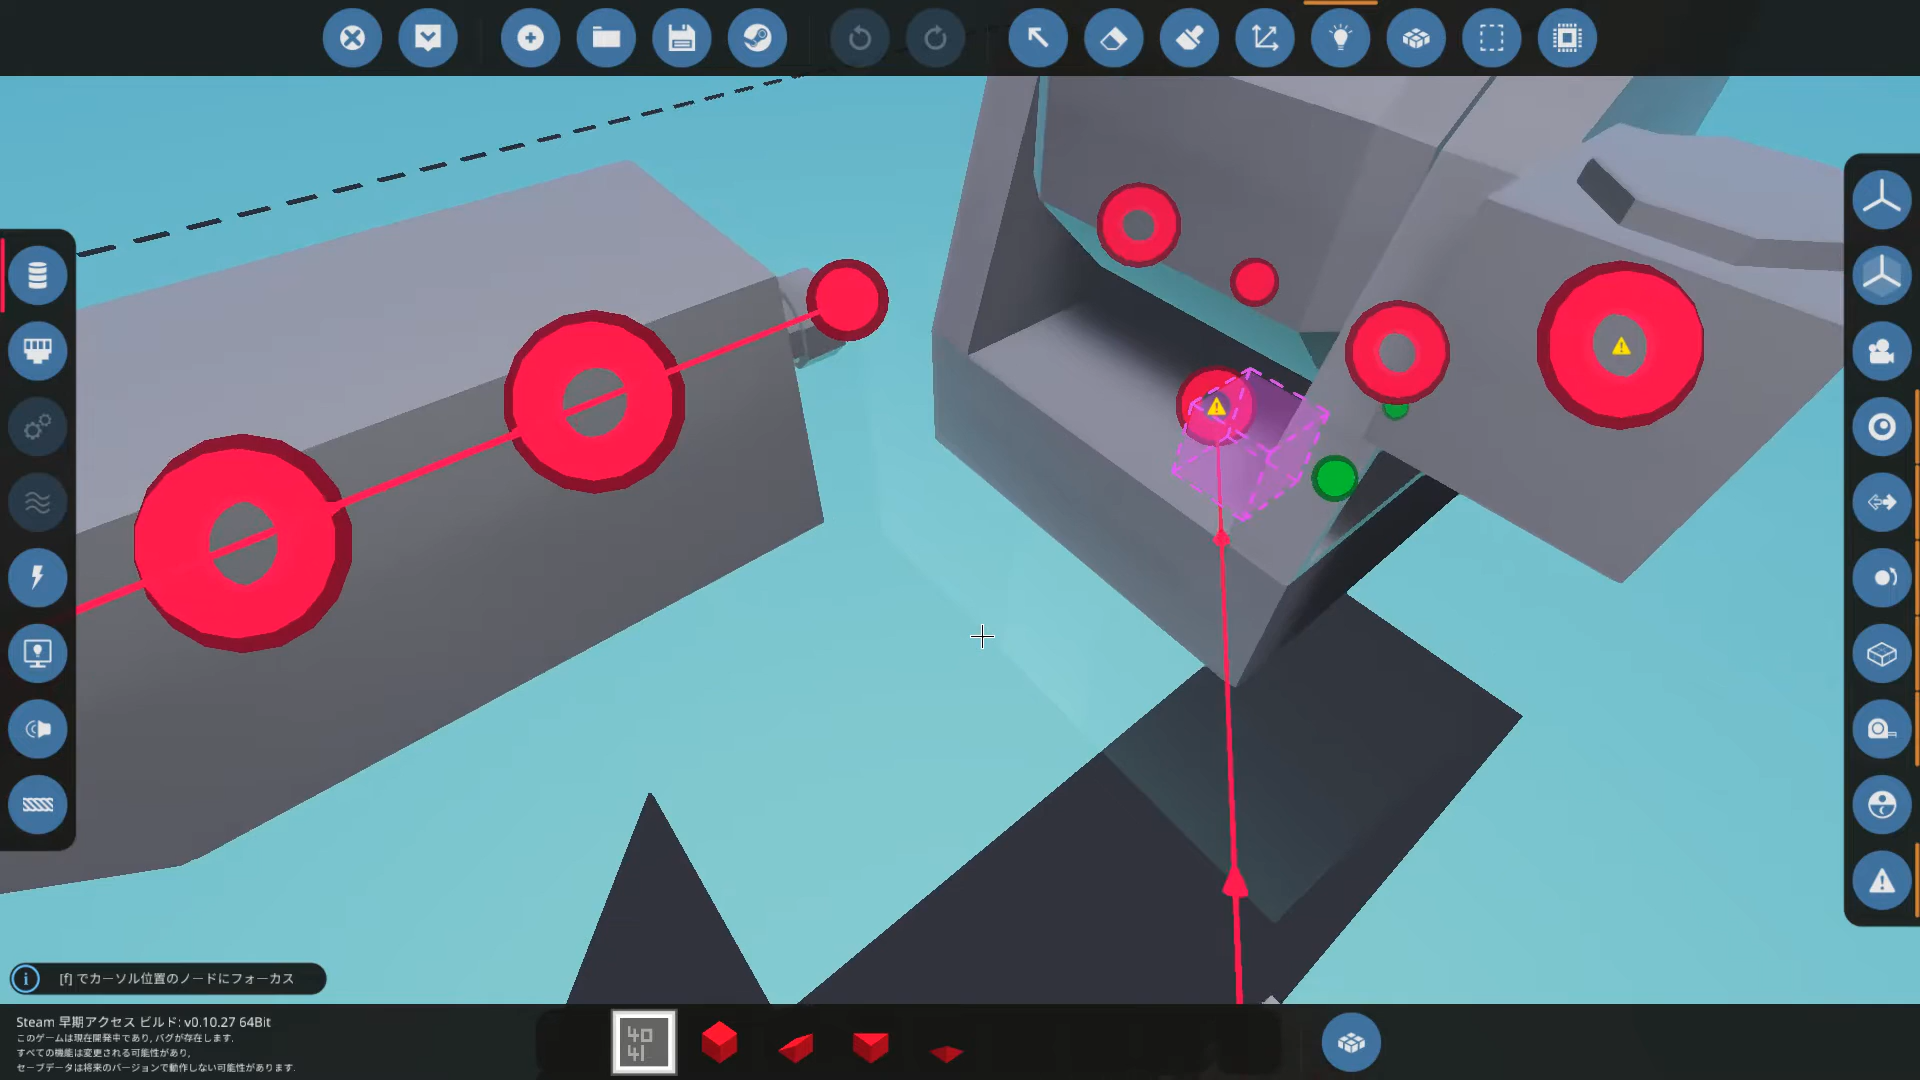 [f] でカーソル位置のノードにフォーカス
Steam 早期アクセス ビルド: v0.10.27 64Bit
このゲームは現在開発中であり, バグが存在します.
すべての機能は変更される可能性があり,
セーブデータは将来のバージョンで動作しない可能性があります.
40
41